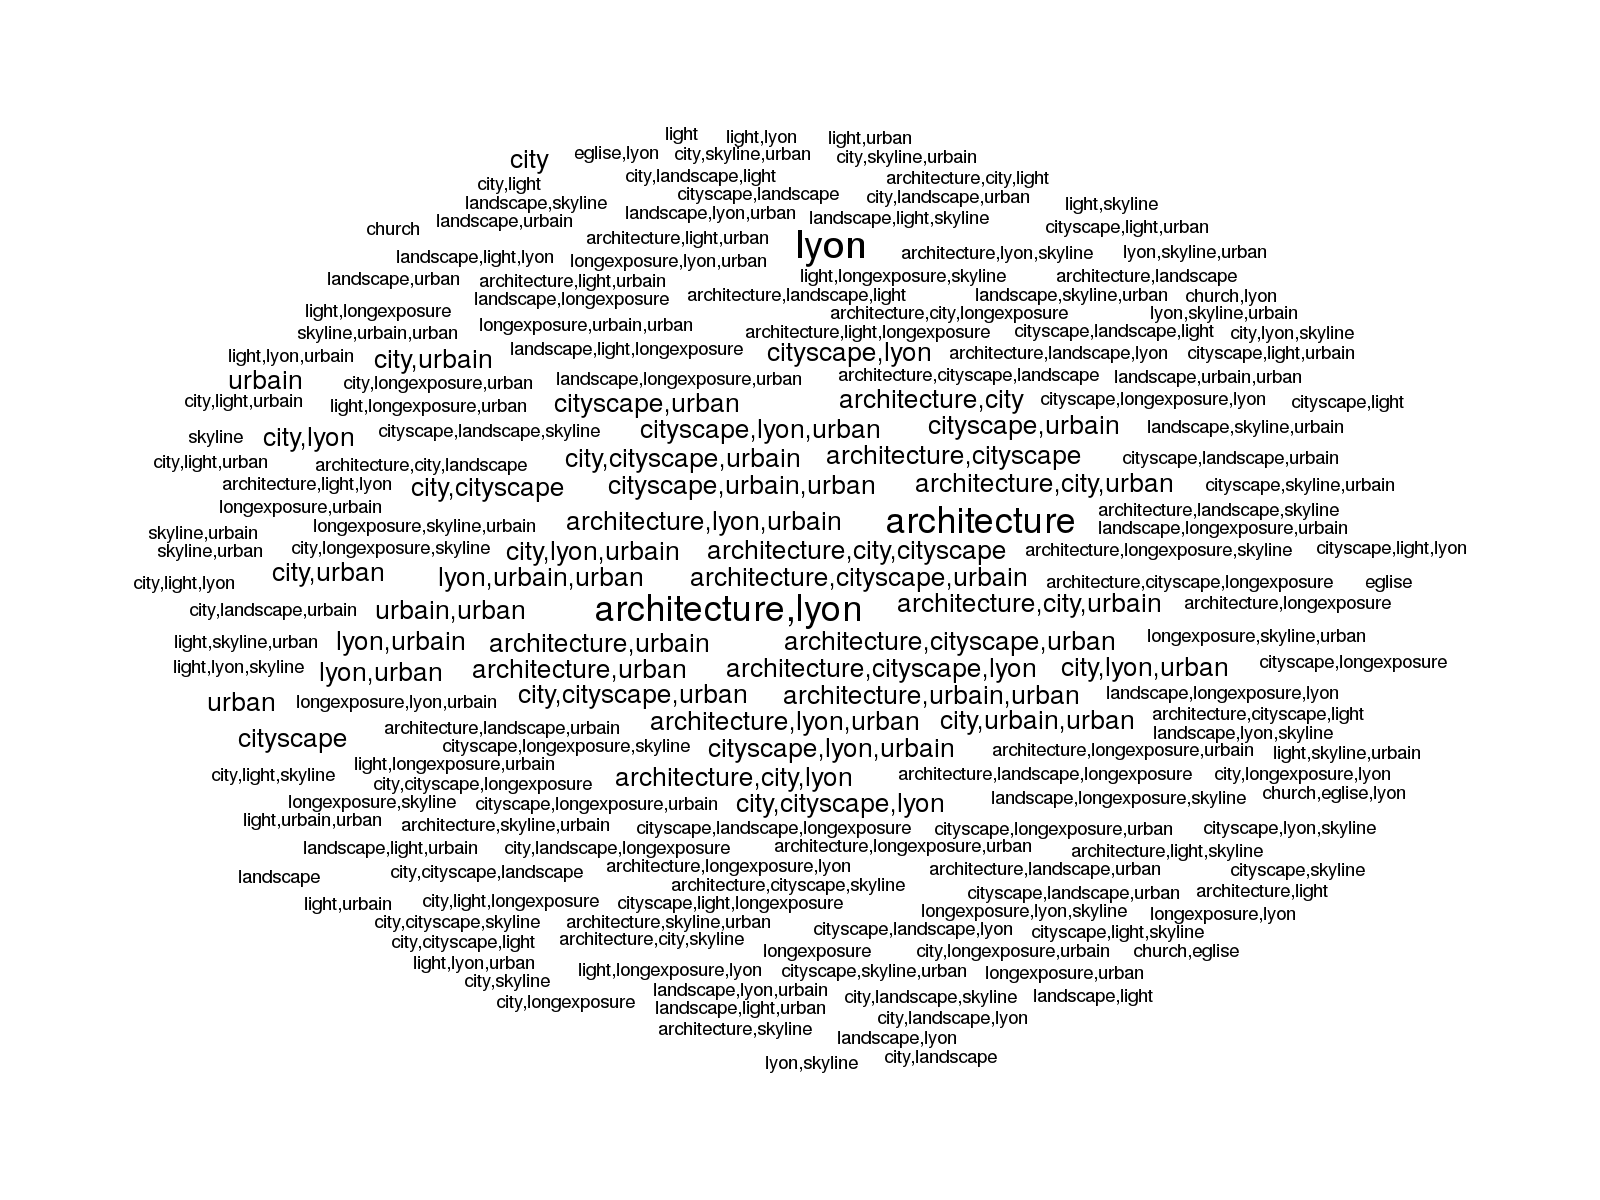 light light,lyon light,urban
city eglise,lyon city,skyline,urban city,skyline,urbain
city,light city,landscape,light architecture,city,light
landscape,skyline cityscape,landscape city,landscape,urban light,skyline
church landscape,urbain landscape,lyon,urban landscape,light,skyline cityscape,light,urban
architecture,light,urban lyon architecture,lyon,skyline lyon,skyline,urban
landscape,light,lyon longexposure,lyon,urban
landscape,urban architecture,light,urbain light,longexposure,skyline architecture,landscape
landscape,longexposure architecture,landscape,light landscape,skyline,urban church,lyon
light,longexposure architecture,city,longexposure lyon,skyline,urbain
skyline,urbain,urban longexposure,urbain,urban architecture,light,longexposure cityscape,landscape,light city,lyon,skyline
light,lyon,urbain city,urbain landscape,light,longexposure cityscape,lyon architecture,landscape,lyon cityscape,light,urbain
urbain city,longexposure,urban landscape,longexposure,urban architecture,cityscape,landscape landscape,urbain,urban
city,light,urbain light,longexposure,urban cityscape,urban architecture,city cityscape,longexposure,lyon cityscape,light
skyline city,lyon cityscape,landscape,skyline cityscape,lyon,urban cityscape,urbain landscape,skyline,urbain
city,light,urban architecture,city,landscape city,cityscape,urbain architecture,cityscape cityscape,landscape,urbain
architecture,light,lyon city,cityscape cityscape,urbain,urban architecture,city,urban cityscape,skyline,urbain
longexposure,urbain architecture,landscape,skyline
skyline,urbain longexposure,skyline,urbain architecture,lyon,urbain architecture landscape,longexposure,urbain
skyline,urban city,longexposure,skyline city,lyon,urbain architecture,city,cityscape architecture,longexposure,skyline cityscape,light,lyon
city,light,lyon city,urban lyon,urbain,urban architecture,cityscape,urbain architecture,cityscape,longexposure eglise
city,landscape,urbain urbain,urban architecture,lyon architecture,city,urbain architecture,longexposure
light,skyline,urban lyon,urbain architecture,urbain architecture,cityscape,urban longexposure,skyline,urban
light,lyon,skyline lyon,urban architecture,urban architecture,cityscape,lyon city,lyon,urban cityscape,longexposure
urban longexposure,lyon,urbain city,cityscape,urban architecture,urbain,urban landscape,longexposure,lyon
architecture,landscape,urbain architecture,lyon,urban city,urbain,urban architecture,cityscape,light
cityscape cityscape,longexposure,skyline cityscape,lyon,urbain architecture,longexposure,urbain landscape,lyon,skyline
light,skyline,urbain
light,longexposure,urbain
city,light,skyline city,cityscape,longexposure architecture,city,lyon architecture,landscape,longexposure city,longexposure,lyon
longexposure,skyline cityscape,longexposure,urbain city,cityscape,lyon landscape,longexposure,skyline church,eglise,lyon
light,urbain,urban architecture,skyline,urbain cityscape,landscape,longexposure cityscape,longexposure,urban cityscape,lyon,skyline
landscape,light,urbain city,landscape,longexposure architecture,longexposure,urban architecture,light,skyline
landscape city,cityscape,landscape architecture,longexposure,lyon architecture,landscape,urban cityscape,skyline
architecture,cityscape,skyline cityscape,landscape,urban architecture,light
light,urbain city,light,longexposure cityscape,light,longexposure longexposure,lyon,skyline longexposure,lyon
city,cityscape,skyline architecture,skyline,urban cityscape,landscape,lyon cityscape,light,skyline
city,cityscape,light architecture,city,skyline longexposure city,longexposure,urbain church,eglise
light,lyon,urban light,longexposure,lyon cityscape,skyline,urban longexposure,urban
city,skyline landscape,lyon,urbain city,landscape,skyline landscape,light
city,longexposure landscape,light,urban city,landscape,lyon
architecture,skyline landscape,lyon
lyon,skyline city,landscape